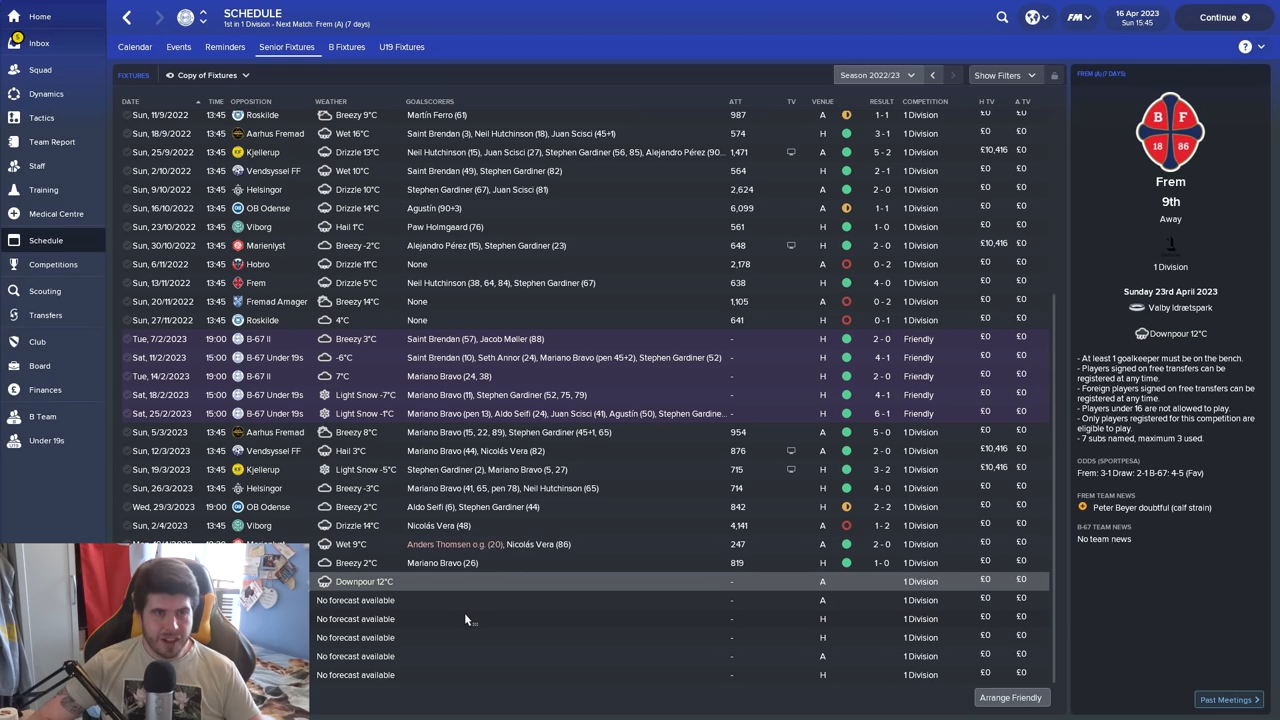 Home
SCHEDULE
1st in 1 Division - Next Match: Frem (A) (7 days)
FM
16 Apr 2023
Sun 15:45
Continue
5
Inbox
Squad
Dynamics
Tactics
Team Report
Staff
Training
Medical Centre
Schedule
Competitions
Scouting
Transfers
Club
Board
Finances
B Team
Under 19s
Calendar Events Reminders Senior Fixtures B Fixtures U19 Fixtures
?
FIXTURES Copy of Fixtures Season 2022/23 Show Filters
DATE TIME OPPOSITION WEATHER GOALSCORERS ATT TV VENUE RESULT COMPETITION H TV A TV
Sun, 11/9/2022 13:45 Roskilde Breezy 9°C Martín Ferro (61) 987 A 1-1 1 Division £0 £0
Sun, 18/9/2022 13:45 Aarhus Fremad Wet 16°C Saint Brendan (3), Neil Hutchinson (18), Juan Scisci (45+1) 574 H 3-1 1 Division £0 £0
Sun, 25/9/2022 13:45 Kjellerup Drizzle 13°C Neil Hutchinson (15), Juan Scisci (27), Stephen Gardiner (56, 85), Alejandro Pérez (90... 1,471 A 5-2 1 Division £10,416 £0
Sun, 2/10/2022 13:45 Vendsyssel FF Wet 10°C Saint Brendan (49), Stephen Gardiner (82) 564 H 2-1 1 Division £0 £0
Sun, 9/10/2022 13:45 Helsingor Drizzle 10°C Stephen Gardiner (67), Juan Scisci (81) 2,624 A 2-0 1 Division £0 £0
Sun, 16/10/2022 13:45 OB Odense Drizzle 14°C Agustín (90+3) 6,099 A 1-1 1 Division £0 £0
Sun, 23/10/2022 13:45 Viborg Hail 1°C Paw Holmgaard (76) 561 H 1-0 1 Division £0 £0
Sun, 30/10/2022 13:45 Marienlyst Breezy -2°C Alejandro Pérez (15), Stephen Gardiner (23) 648 H 2-0 1 Division £10,416 £0
Sun, 6/11/2022 13:45 Hobro Drizzle 11°C None 2,178 A 0-2 1 Division £0 £0
Sun, 13/11/2022 13:45 Frem Drizzle 5°C Neil Hutchinson (38, 64, 84), Stephen Gardiner (67) 638 H 4-0 1 Division £0 £0
Sun, 20/11/2022 13:45 Fremad Amager Breezy 14°C None 1,105 A 0-2 1 Division £0 £0
Sun, 27/11/2022 13:45 Roskilde 4°C None 641 H 0-1 1 Division £0 £0
Tue, 7/2/2023 19:00 B-67 II Breezy 3°C Saint Brendan (57), Jacob Møller (88) - H 2-0 Friendly £0 £0
Sat, 11/2/2023 15:00 B-67 Under 19s -6°C Saint Brendan (10), Seth Annor (24), Mariano Bravo (pen 45+2), Stephen Gardiner (52) - H 4-1 Friendly £0 £0
Tue, 14/2/2023 19:00 B-67 II 7°C Mariano Bravo (24, 38) - H 2-0 Friendly £0 £0
Sat, 18/2/2023 15:00 B-67 Under 19s Light Snow -7°C Mariano Bravo (11), Stephen Gardiner (52, 75, 79) - H 4-1 Friendly £0 £0
Sat, 25/2/2023 15:00 B-67 Under 19s Light Snow -1°C Mariano Bravo (pen 13), Aldo Seifi (24), Juan Scisci (41), Agustín (50), Stephen Gardine... - H 6-1 Friendly £0 £0
Sun, 5/3/2023 13:45 Aarhus Fremad Breezy 8°C Mariano Bravo (15, 22, 89), Stephen Gardiner (45+1, 65) 954 A 5-0 1 Division £0 £0
Sun, 12/3/2023 13:45 Vendsyssel FF Hail 3°C Mariano Bravo (44), Nicolás Vera (82) 876 A 2-0 1 Division £10,416 £0
Sun, 19/3/2023 13:45 Kjellerup Light Snow -5°C Stephen Gardiner (2), Mariano Bravo (5, 27) 715 H 3-2 1 Division £10,416 £0
Sun, 26/3/2023 13:45 Helsingor Breezy -3°C Mariano Bravo (41, 65, pen 78), Neil Hutchinson (65) 714 H 4-0 1 Division £0 £0
Wed, 29/3/2023 19:00 OB Odense Breezy 2°C Aldo Seifi (6), Stephen Gardiner (44) 842 H 2-2 1 Division £0 £0
Sun, 2/4/2023 13:45 Viborg Drizzle 14°C Nicolás Vera (48) 4,141 A 1-2 1 Division £0 £0
Wet 9°C Anders Thomsen o.g. (20), Nicolás Vera (86) 247 A 2-0 1 Division £0 £0
Breezy 2°C Mariano Bravo (26) 819 H 1-0 1 Division £0 £0
Downpour 12°C - A 1 Division £0 £0
No forecast available - A 1 Division £0 £0
No forecast available - H 1 Division £0 £0
No forecast available - H 1 Division £0 £0
No forecast available - A 1 Division £0 £0
No forecast available - H 1 Division £0 £0
Arrange Friendly
FREM (A) (7 DAYS)
B F
18 86
Frem
9th
Away
1 Division
Sunday 23rd April 2023
Valby Idrætspark
Downpour 12°C
- At least 1 goalkeeper must be on the bench.
- Players signed on free transfers can be
registered at any time.
- Foreign players signed on free transfers can be
registered at any time.
- Players under 16 are not allowed to play.
- Only players registered for this competition are
eligible to play.
- 7 subs named, maximum 3 used.
ODDS (SPORTPESA)
Frem: 3-1 Draw: 2-1 B-67: 4-5 (Fav)
FREM TEAM NEWS
Peter Beyer doubtful (calf strain)
B-67 TEAM NEWS
No team news
Past Meetings